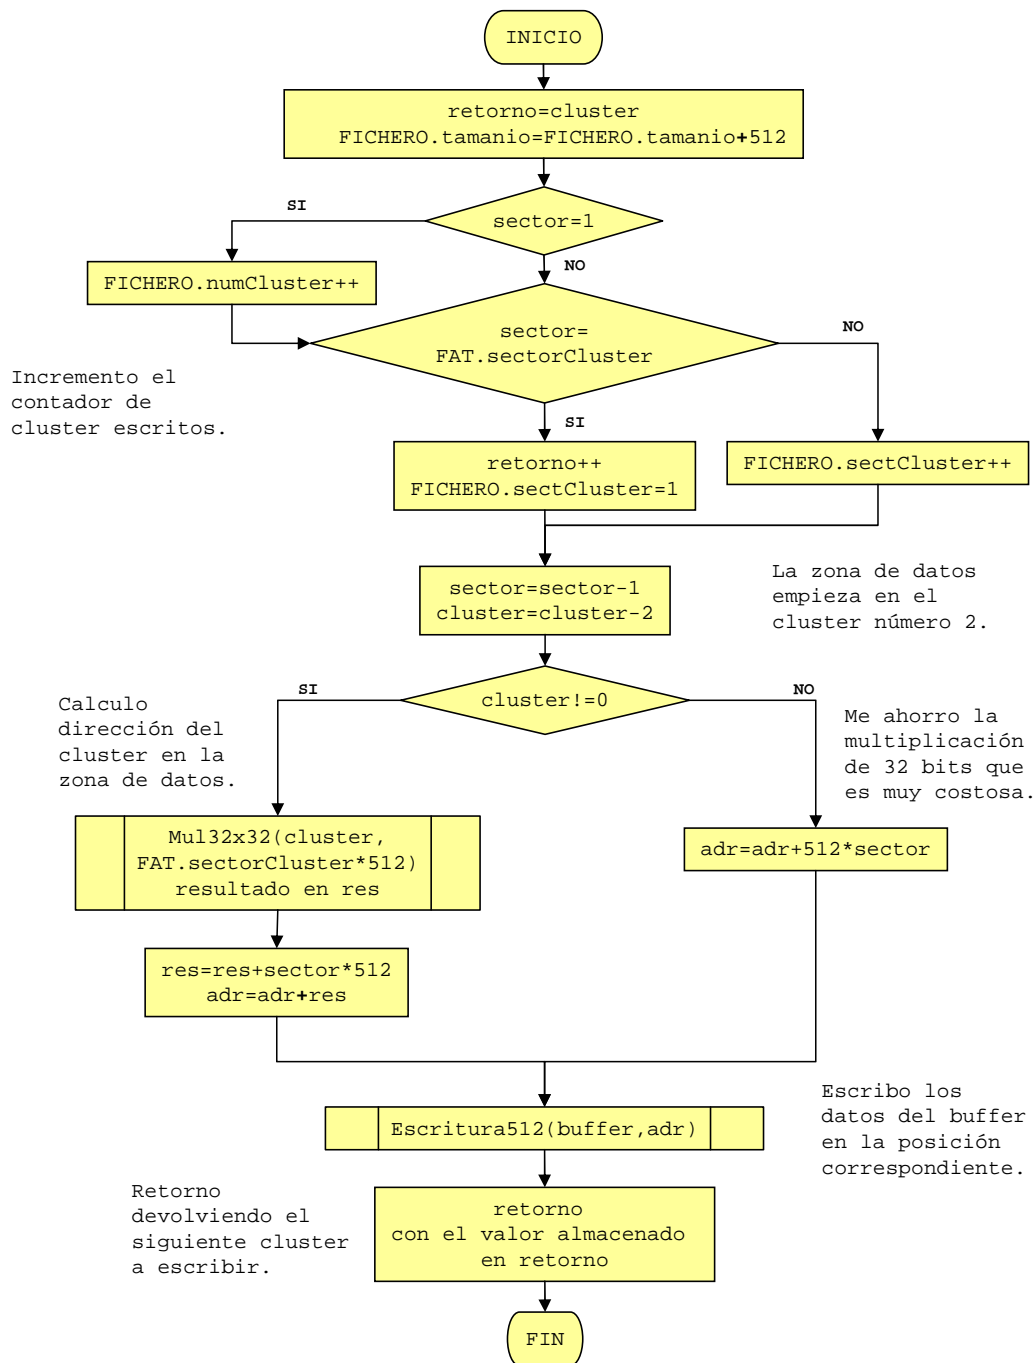 INICIO
retorno=cluster
FICHERO.tamanio=FICHERO.tamanio+512
SI
sector=1
NO
FICHERO.numCluster++
sector=
FAT.sectorCluster
NO
Incremento el
contador de
cluster escritos.
SI
retorno++
FICHERO.sectCluster=1
FICHERO.sectCluster++
sector=sector-1
cluster=cluster-2
La zona de datos
empieza en el
cluster número 2.
SI
cluster!=0
NO
Calculo
dirección del
cluster en la
zona de datos.
Me ahorro la
multiplicación
de 32 bits que
es muy costosa.
Mul32x32(cluster,
FAT.sectorCluster*512)
resultado en res
adr=adr+512*sector
res=res+sector*512
adr=adr+res
Escritura512(buffer,adr)
Escribo los
datos del buffer
en la posición
correspondiente.
Retorno
devolviendo el
siguiente cluster
a escribir.
retorno
con el valor almacenado
en retorno
FIN